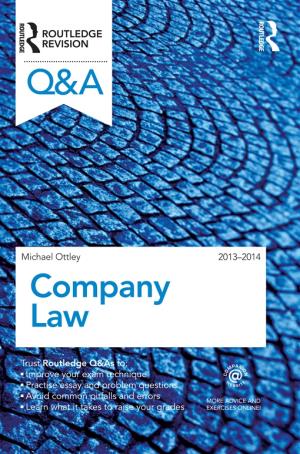 ROUTLEDGE
ROUTLEDGE
REVISION
ROUTLEDGE
Q&A
Michael Ottley
2013–2014
Company
Law
Trust Routledge Q&As to:
• Improve your exam technique
• Practise essay and problem questions
• Avoid common pitfalls and errors
• Learn what it takes to raise your grades
MORE ADVICE AND
EXERCISES ONLINE!